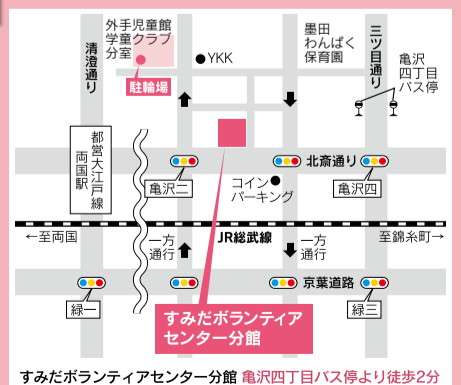 外手児童館
学童クラブ
分室
YKK
墨田
わんぱく
保育園
三ツ目通り
亀沢
四丁目
バス停
清澄通り
駐輪場
都営大江戸線
両国駅
北斎通り
亀沢二
コイン
パーキング
亀沢四
←至両国
一方
通行
JR総武線
一方
通行
至錦糸町→
京葉道路
緑一
緑三
すみだボランティア
センター分館
すみだボランティアセンター分館 亀沢四丁目バス停より徒歩2分